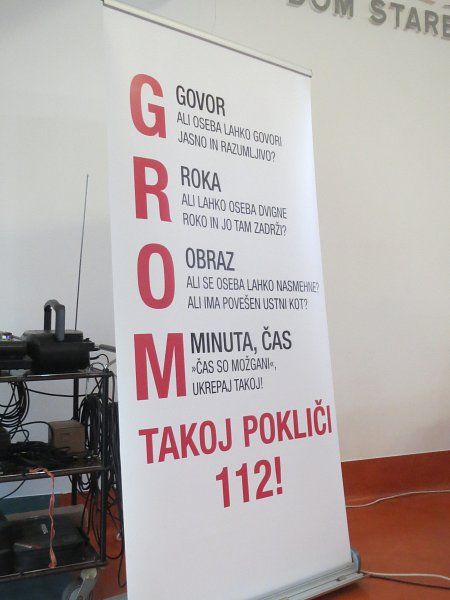 DOM STARE
G GOVOR
ALI OSEBA LAHKO GOVORI
JASNO IN RAZUMLJIVO?
R ROKA
ALI LAHKO OSEBA DVIGNE
ROKO IN JO TAM ZADRŽI?
O OBRAZ
ALI SE OSEBA LAHKO NASMEHNE?
ALI IMA POVEŠEN USTNI KOT?
M MINUTA, ČAS
»ČAS SO MOŽGANI«,
UKREPAJ TAKOJ!
TAKOJ POKLIČI
112!